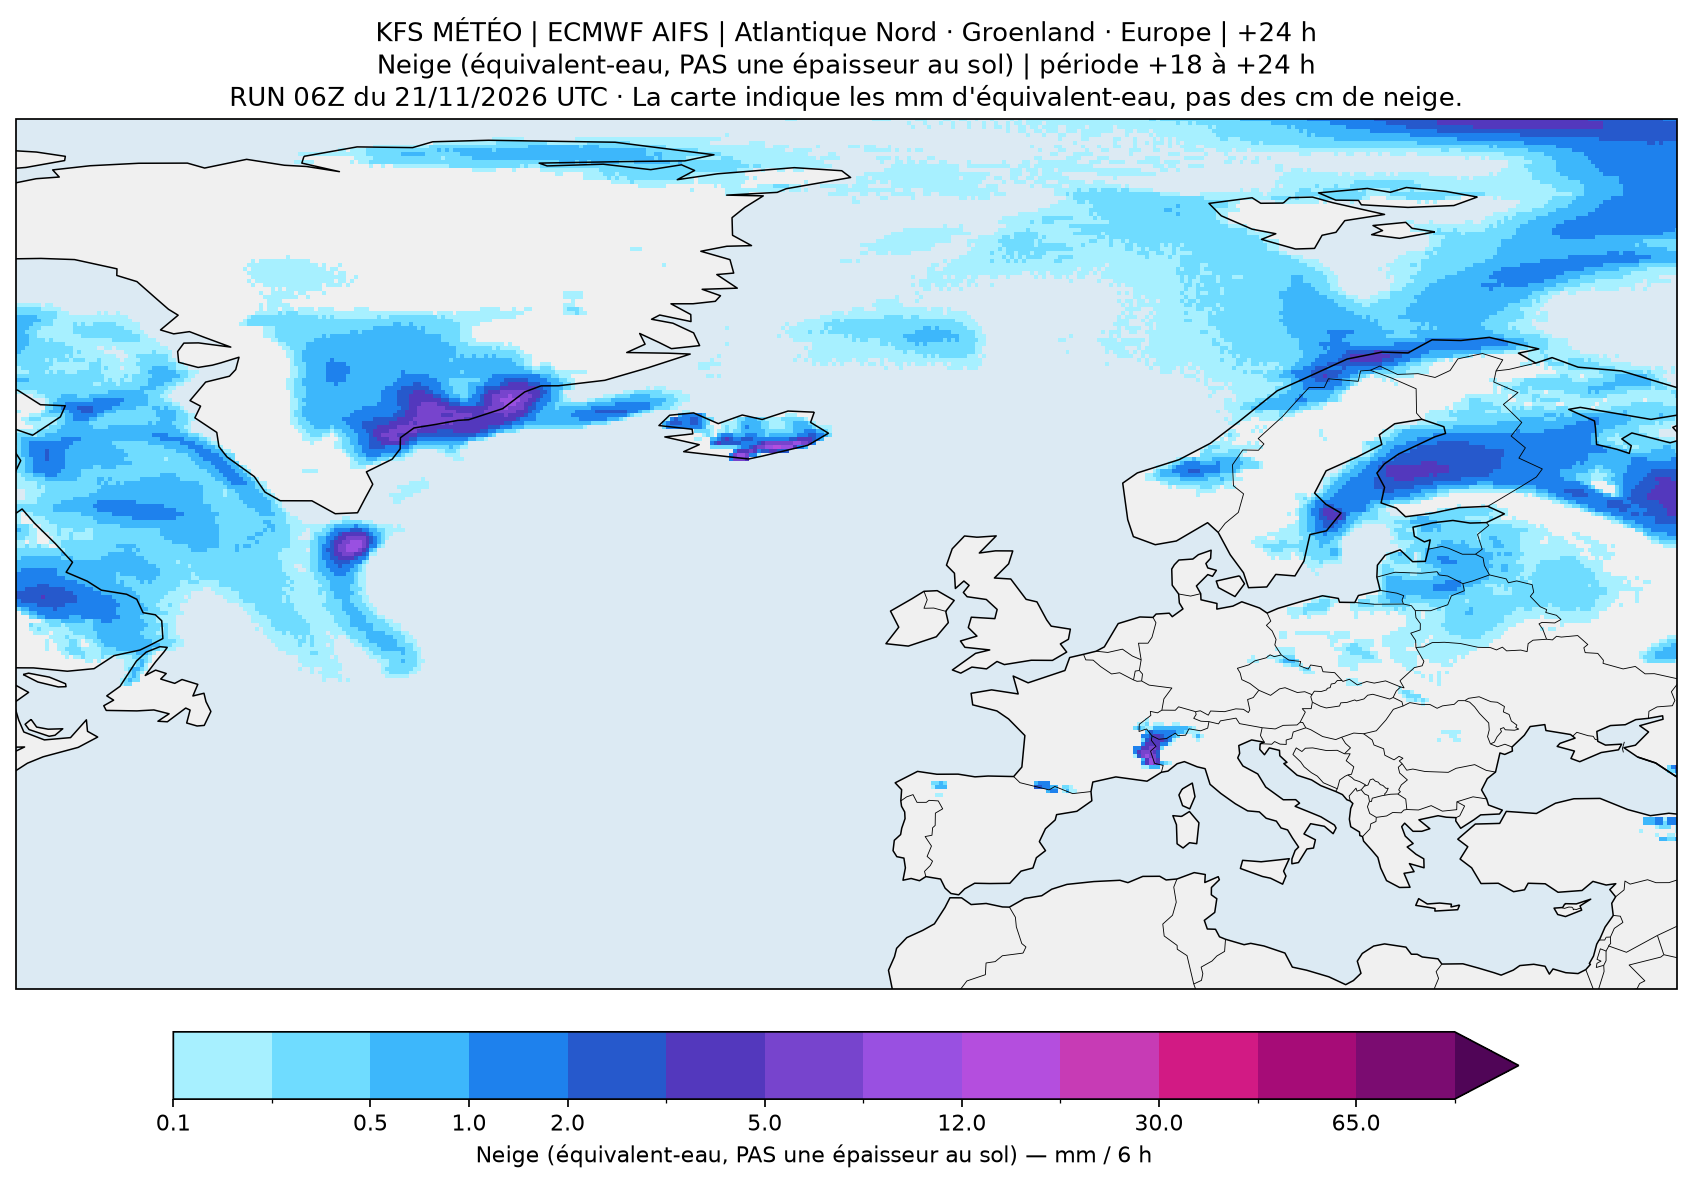 KFS MÉTÉO | ECMWF AIFS | Atlantique Nord · Groenland · Europe | +24 h
Neige (équivalent-eau, PAS une épaisseur au sol) | période +18 à +24 h
RUN 06Z du 21/11/2026 UTC · La carte indique les mm d'équivalent-eau, pas des cm de neige.
0.1 0.5 1.0 2.0 5.0 12.0 30.0 65.0
Neige (équivalent-eau, PAS une épaisseur au sol) — mm / 6 h